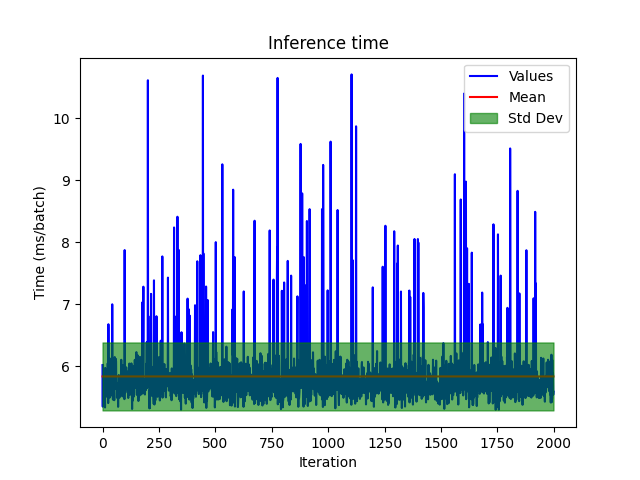 Inference time
Values
Mean
Std Dev
Time (ms/batch)
10
9
8
7
6
0
250
500
750
1000
1250
1500
1750
2000
Iteration